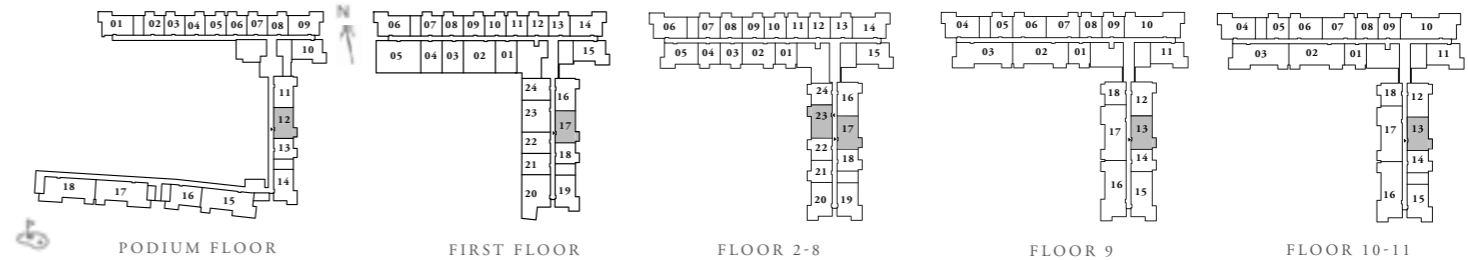 01 02 03 04 05 06 07 08 09
10
11
12
13
14
18 17 16 15
PODIUM FLOOR
N
06 07 08 09 10 11 12 13 14
05 04 03 02 01 15
24 16
23 17
22 18
21
20 19
FIRST FLOOR
06 07 08 09 10 11 12 13 14
05 04 03 02 01 15
24 16
23 17
22 18
21
20 19
FLOOR 2-8
04 05 06 07 08 09 10
03 02 01 11
18 12
17 13
14
16 15
FLOOR 9
04 05 06 07 08 09 10
03 02 01 11
18 12
17 13
14
16 15
FLOOR 10-11